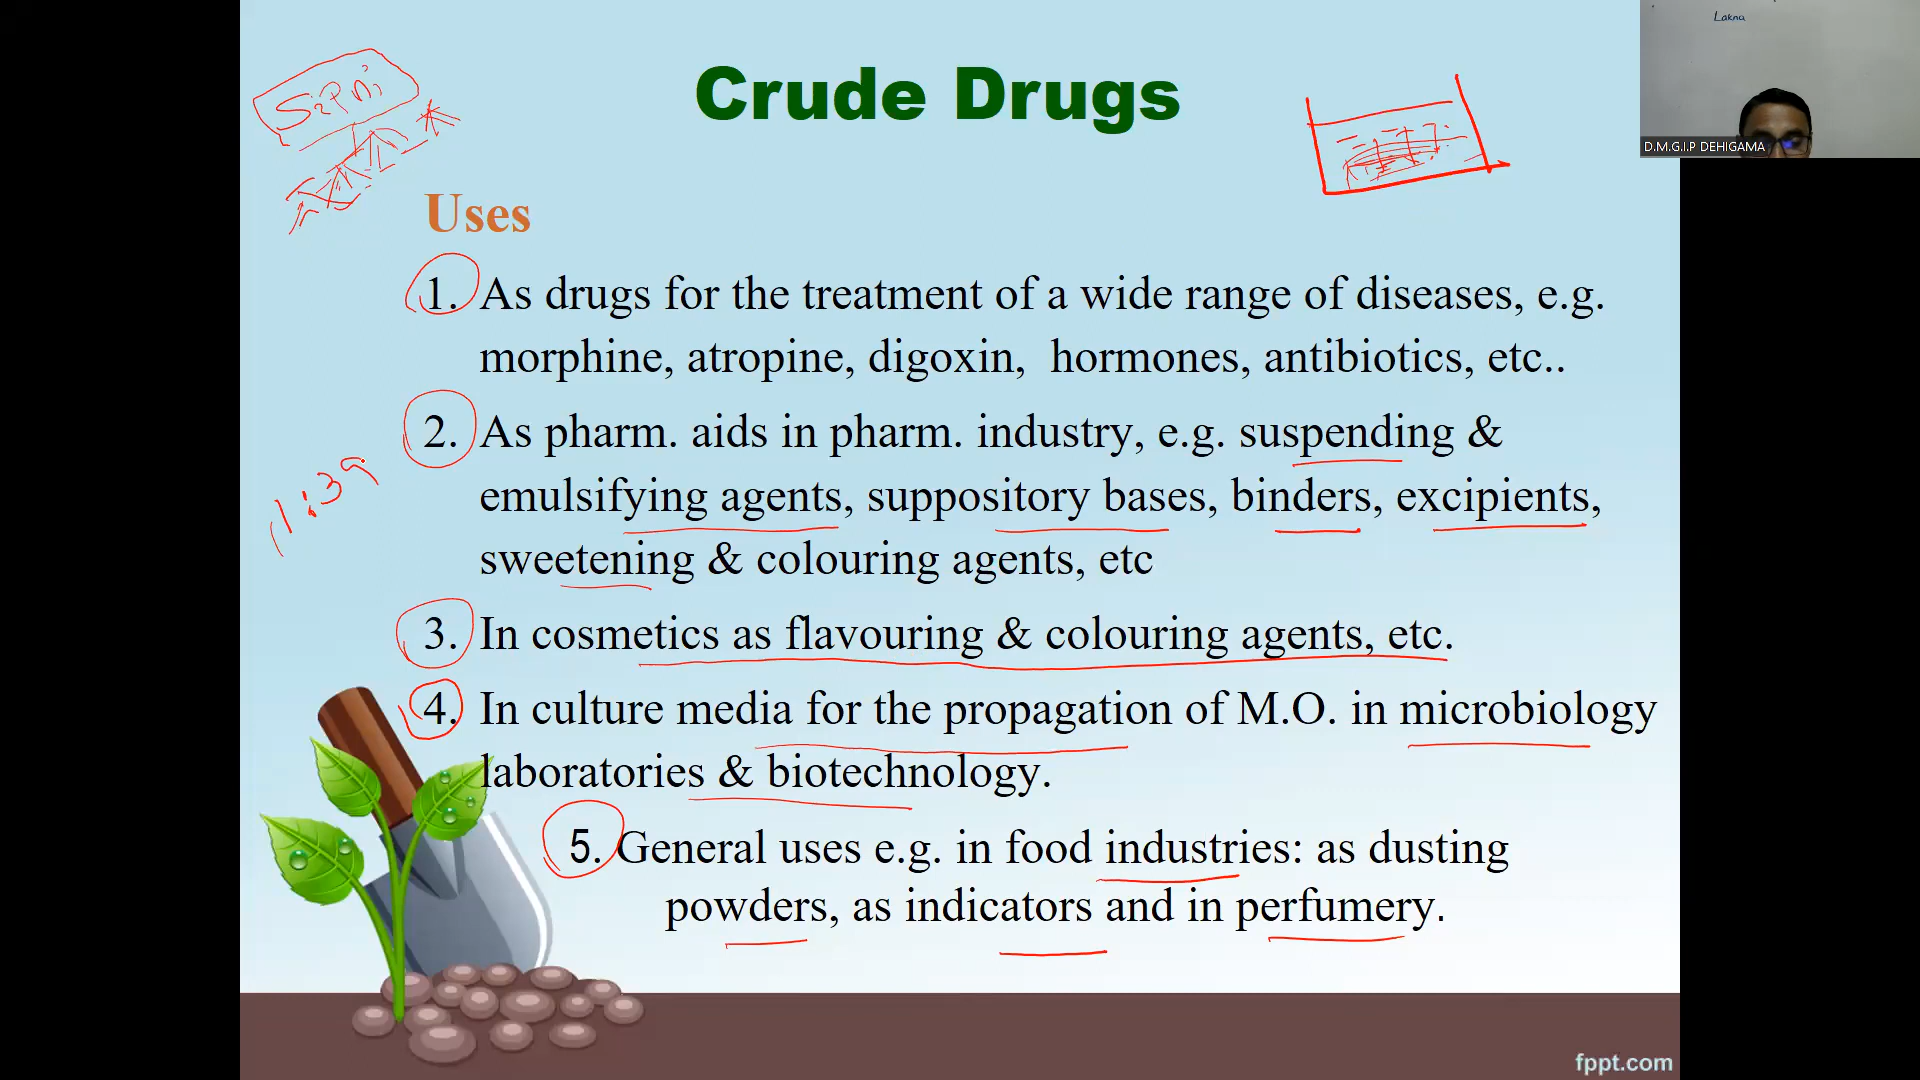 Lakna
D.M.G.I.P DEHIGAMA
Crude Drugs
Uses
1. As drugs for the treatment of a wide range of diseases, e.g.
morphine, atropine, digoxin, hormones, antibiotics, etc..
2. As pharm. aids in pharm. industry, e.g. suspending &
emulsifying agents, suppository bases, binders, excipients,
sweetening & colouring agents, etc
11:39
3. In cosmetics as flavouring & colouring agents, etc.
4. In culture media for the propagation of M.O. in microbiology
laboratories & biotechnology.
5. General uses e.g. in food industries: as dusting
powders, as indicators and in perfumery.
fppt.com